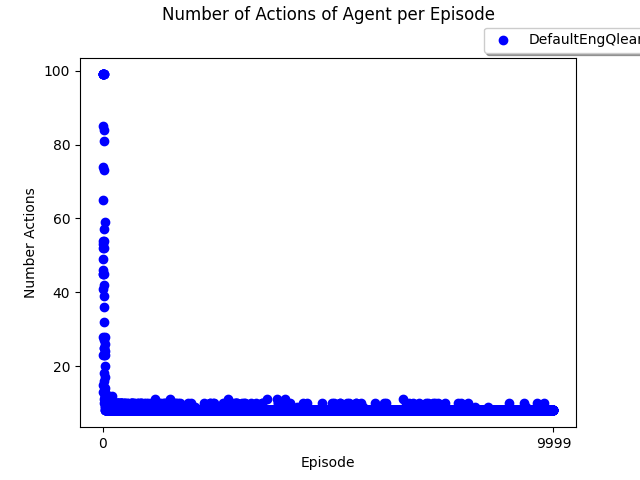 Number of Actions of Agent per Episode
DefaultEngQlear
100
80
60
40
20
Number Actions
0
9999
Episode